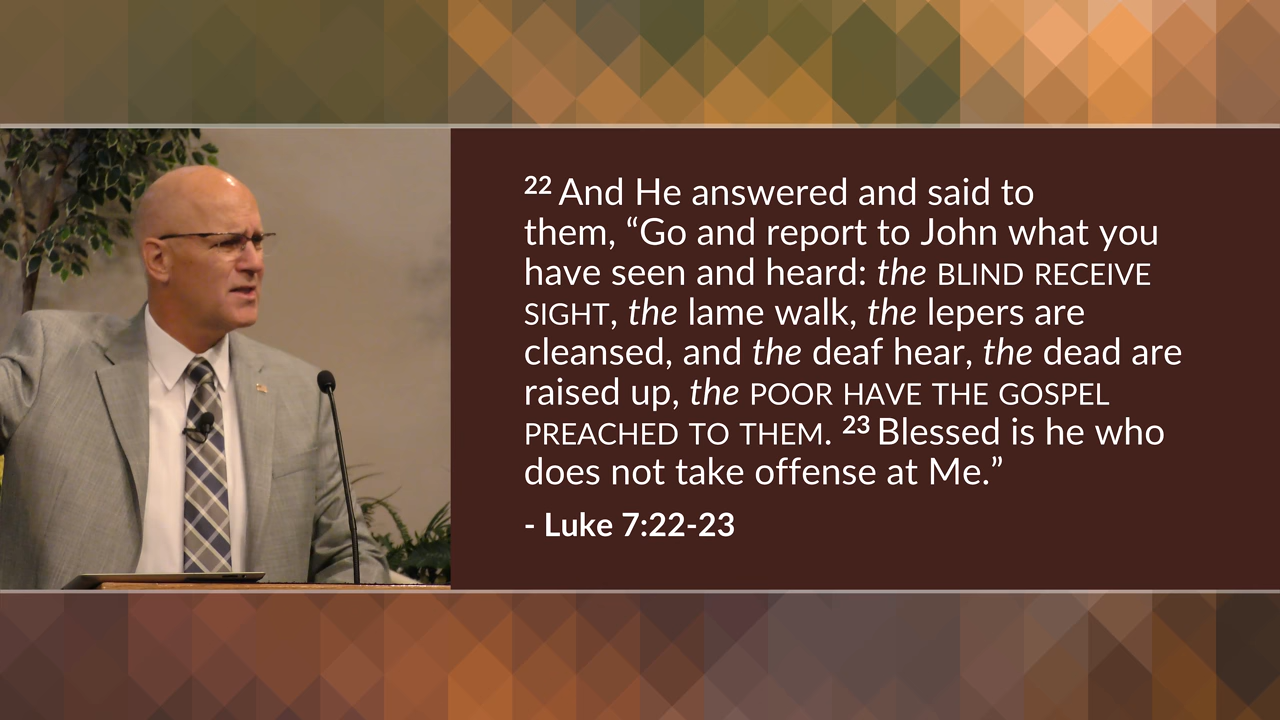 22 And He answered and said to
them, “Go and report to John what you
have seen and heard: the BLIND RECEIVE
SIGHT, the lame walk, the lepers are
cleansed, and the deaf hear, the dead are
raised up, the POOR HAVE THE GOSPEL
PREACHED TO THEM. 23 Blessed is he who
does not take offense at Me.”
- Luke 7:22-23